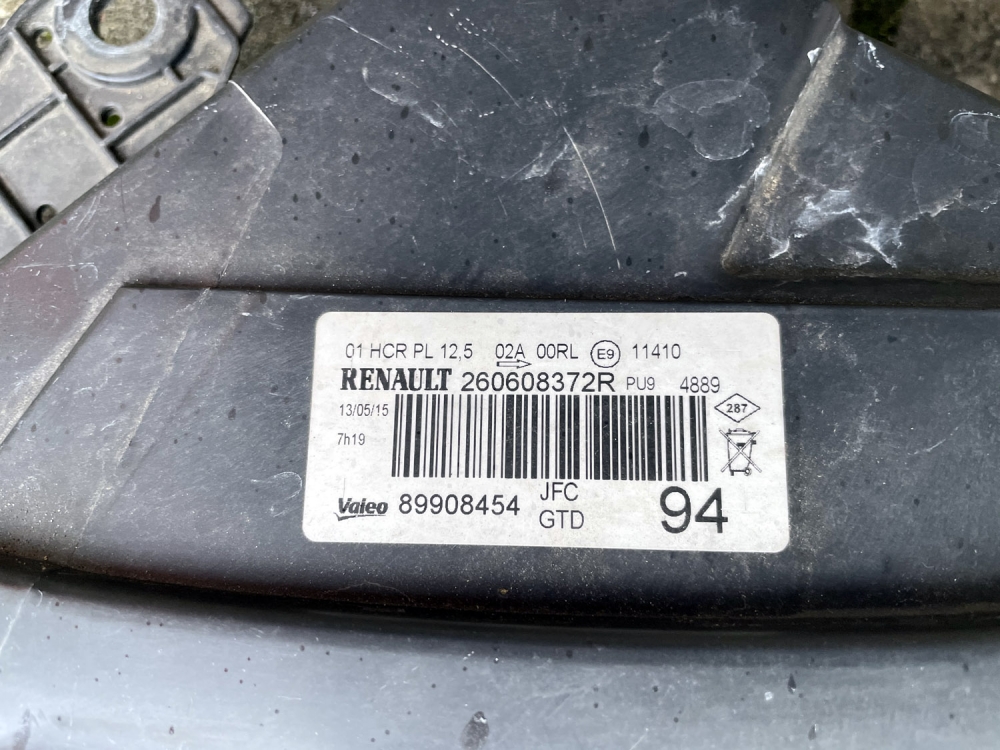 01 HCR PL 12,5 02A 00RL E9 11410
RENAULT 260608372R PU9 4889
13/05/15
287
7h19
JFC
Valeo 89908454 94
GTD